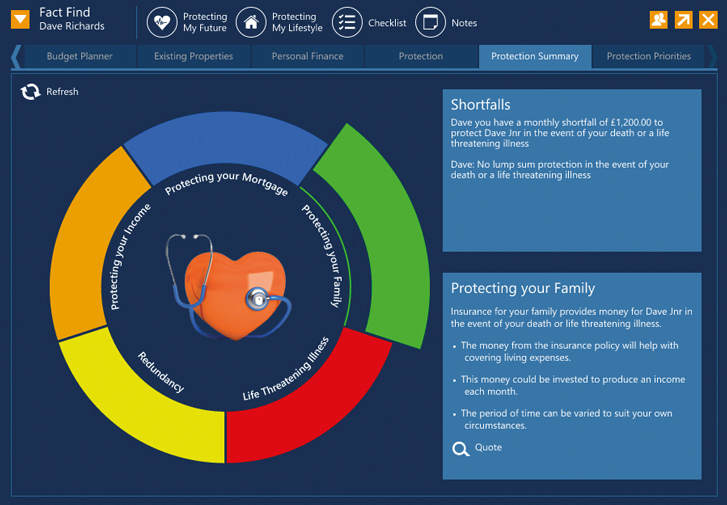 Fact Find
Dave Richards
Protecting
My Future
Protecting
My Lifestyle
Checklist
Notes
Budget Planner
Existing Properties
Personal Finance
Protection
Protection Summary
Protection Priorities
Refresh
Protecting your Mortgage
Protecting your Income
Protecting your Family
Redundancy
Life Threatening Illness
Shortfalls
Dave you have a monthly shortfall of £1,200.00 to
protect Dave Jnr in the event of your death or a life
threatening illness
Dave: No lump sum protection in the event of your
death or a life threatening illness
Protecting your Family
Insurance for your family provides money for Dave Jnr in
the event of your death or life threatening illness.
• The money from the insurance policy will help with
covering living expenses.
• This money could be invested to produce an income
each month.
• The period of time can be varied to suit your own
circumstances.
Quote